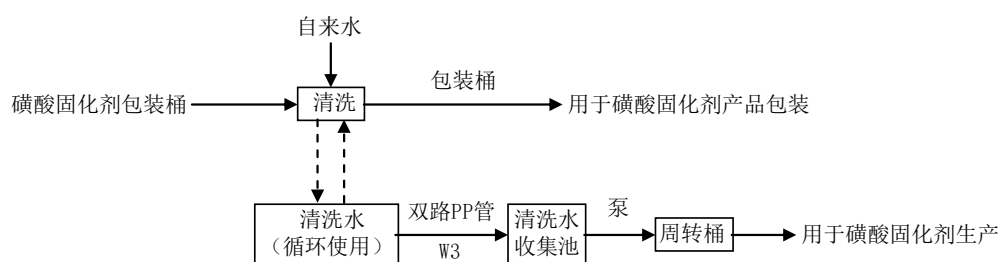 自来水
包装桶
磺酸固化剂包装桶
清洗
用于磺酸固化剂产品包装
清洗水
（循环使用）
双路PP管
W3
清洗水
收集池
泵
周转桶
用于磺酸固化剂生产